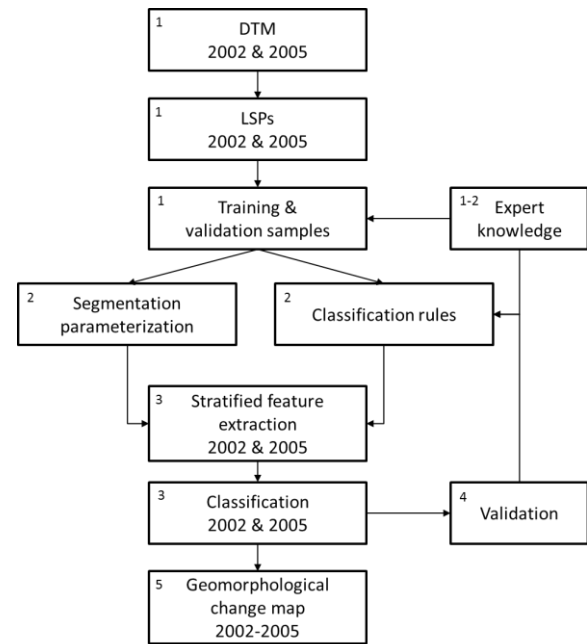 1
DTM
2002 & 2005
1
LSPs
2002 & 2005
1
Training &
validation samples
1-2
Expert
knowledge
2
Segmentation
parameterization
2
Classification rules
3
Stratified feature
extraction
2002 & 2005
3
Classification
2002 & 2005
4
Validation
5
Geomorphological
change map
2002-2005